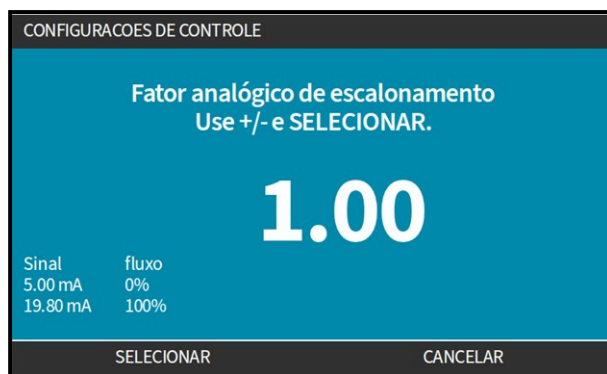 CONFIGURACOES DE CONTROLE
Fator analógico de escalonamento
Use +/- e SELECIONAR.
1.00
Sinal fluxo
5.00 mA 0%
19.80 mA 100%
SELECIONAR CANCELAR